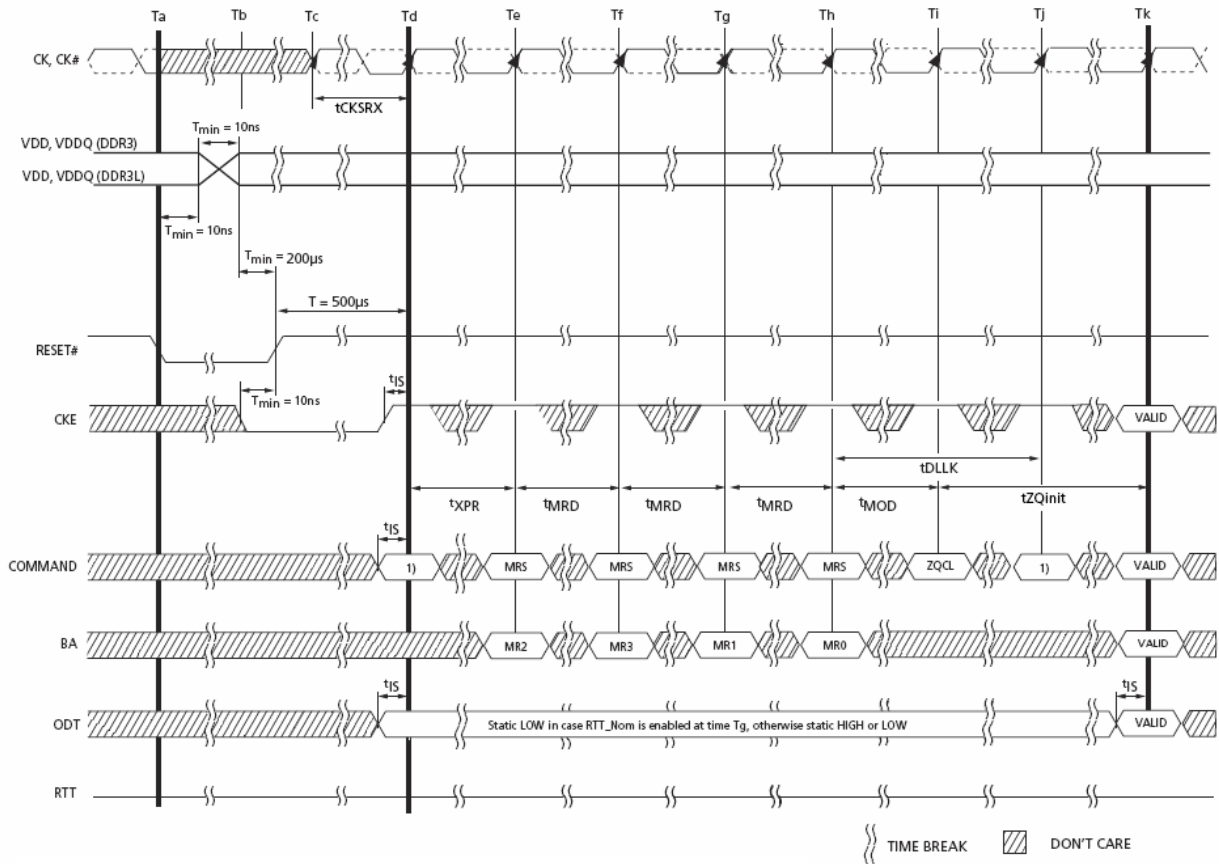 Ta Tb Tc Td Te Tf Tg Th Ti Tj Tk
CK, CK#
tCKSRX
Tmin = 10ns
VDD, VDDQ (DDR3)
VDD, VDDQ (DDR3L)
Tmin = 10ns
Tmin = 200µs
T = 500µs
RESET#
tIS
Tmin = 10ns
CKE
VALID
tDLLK
tXPR tMRD tMRD tMRD tMOD tZQinit
tIS
COMMAND 1) MRS MRS MRS MRS ZQCL 1) VALID
BA MR2 MR3 MR1 MR0 VALID
tIS tIS
ODT Static LOW in case RTT_Nom is enabled at time Tg, otherwise static HIGH or LOW VALID
RTT
TIME BREAK DON'T CARE